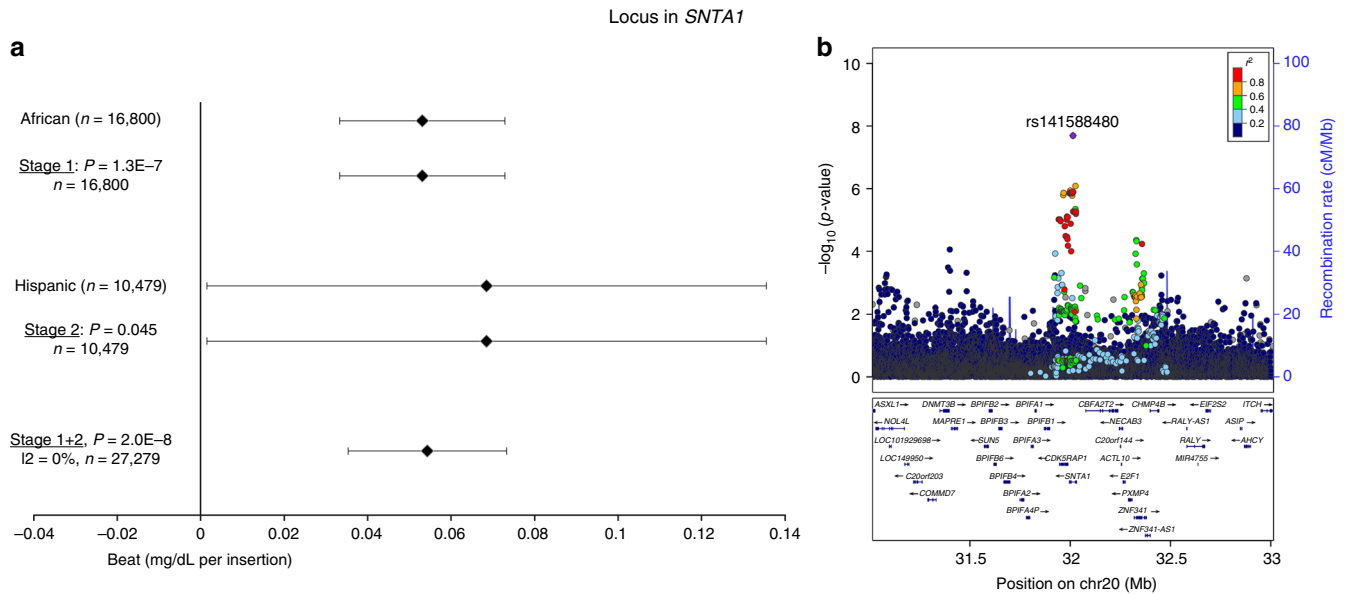 Locus in SNTA1
a
African (n = 16,800)
Stage 1: P = 1.3E–7
n = 16,800
Hispanic (n = 10,479)
Stage 2: P = 0.045
n = 10,479
Stage 1+2, P = 2.0E–8
I2 = 0%, n = 27,279
–0.04 –0.02 0 0.02 0.04 0.06 0.08 0.1 0.12 0.14
Beat (mg/dL per insertion)
b
10
8
6
4
2
0
–log10 (p-value)
rs141588480
r2
0.8
0.6
0.4
0.2
100
80
60
40
20
0
Recombination rate (cM/Mb)
ASXL1→ DNMT3B→ BPIFB2→ BPIFA1→ CBFA2T2→ CHMP4B→ ←EIF2S2 ITCH→
←NOL4L MAPRE1→ BPIFB3→ BPIFB1→ ←NECAB3 ←RALY-AS1 ASIP→
LOC101929698→ ←SUN5 BPIFA3→ C20orf144→ RALY→ ←AHCY
LOC149950→ BPIFB6→ ←CDK5RAP1 ACTL10→ MIR4755→
←C20orf203 BPIFB4→ ←SNTA1 ←E2F1
←COMMD7 BPIFA2→ ←PXMP4
BPIFA4P→ ZNF341→
←ZNF341-AS1
31.5 32 32.5 33
Position on chr20 (Mb)